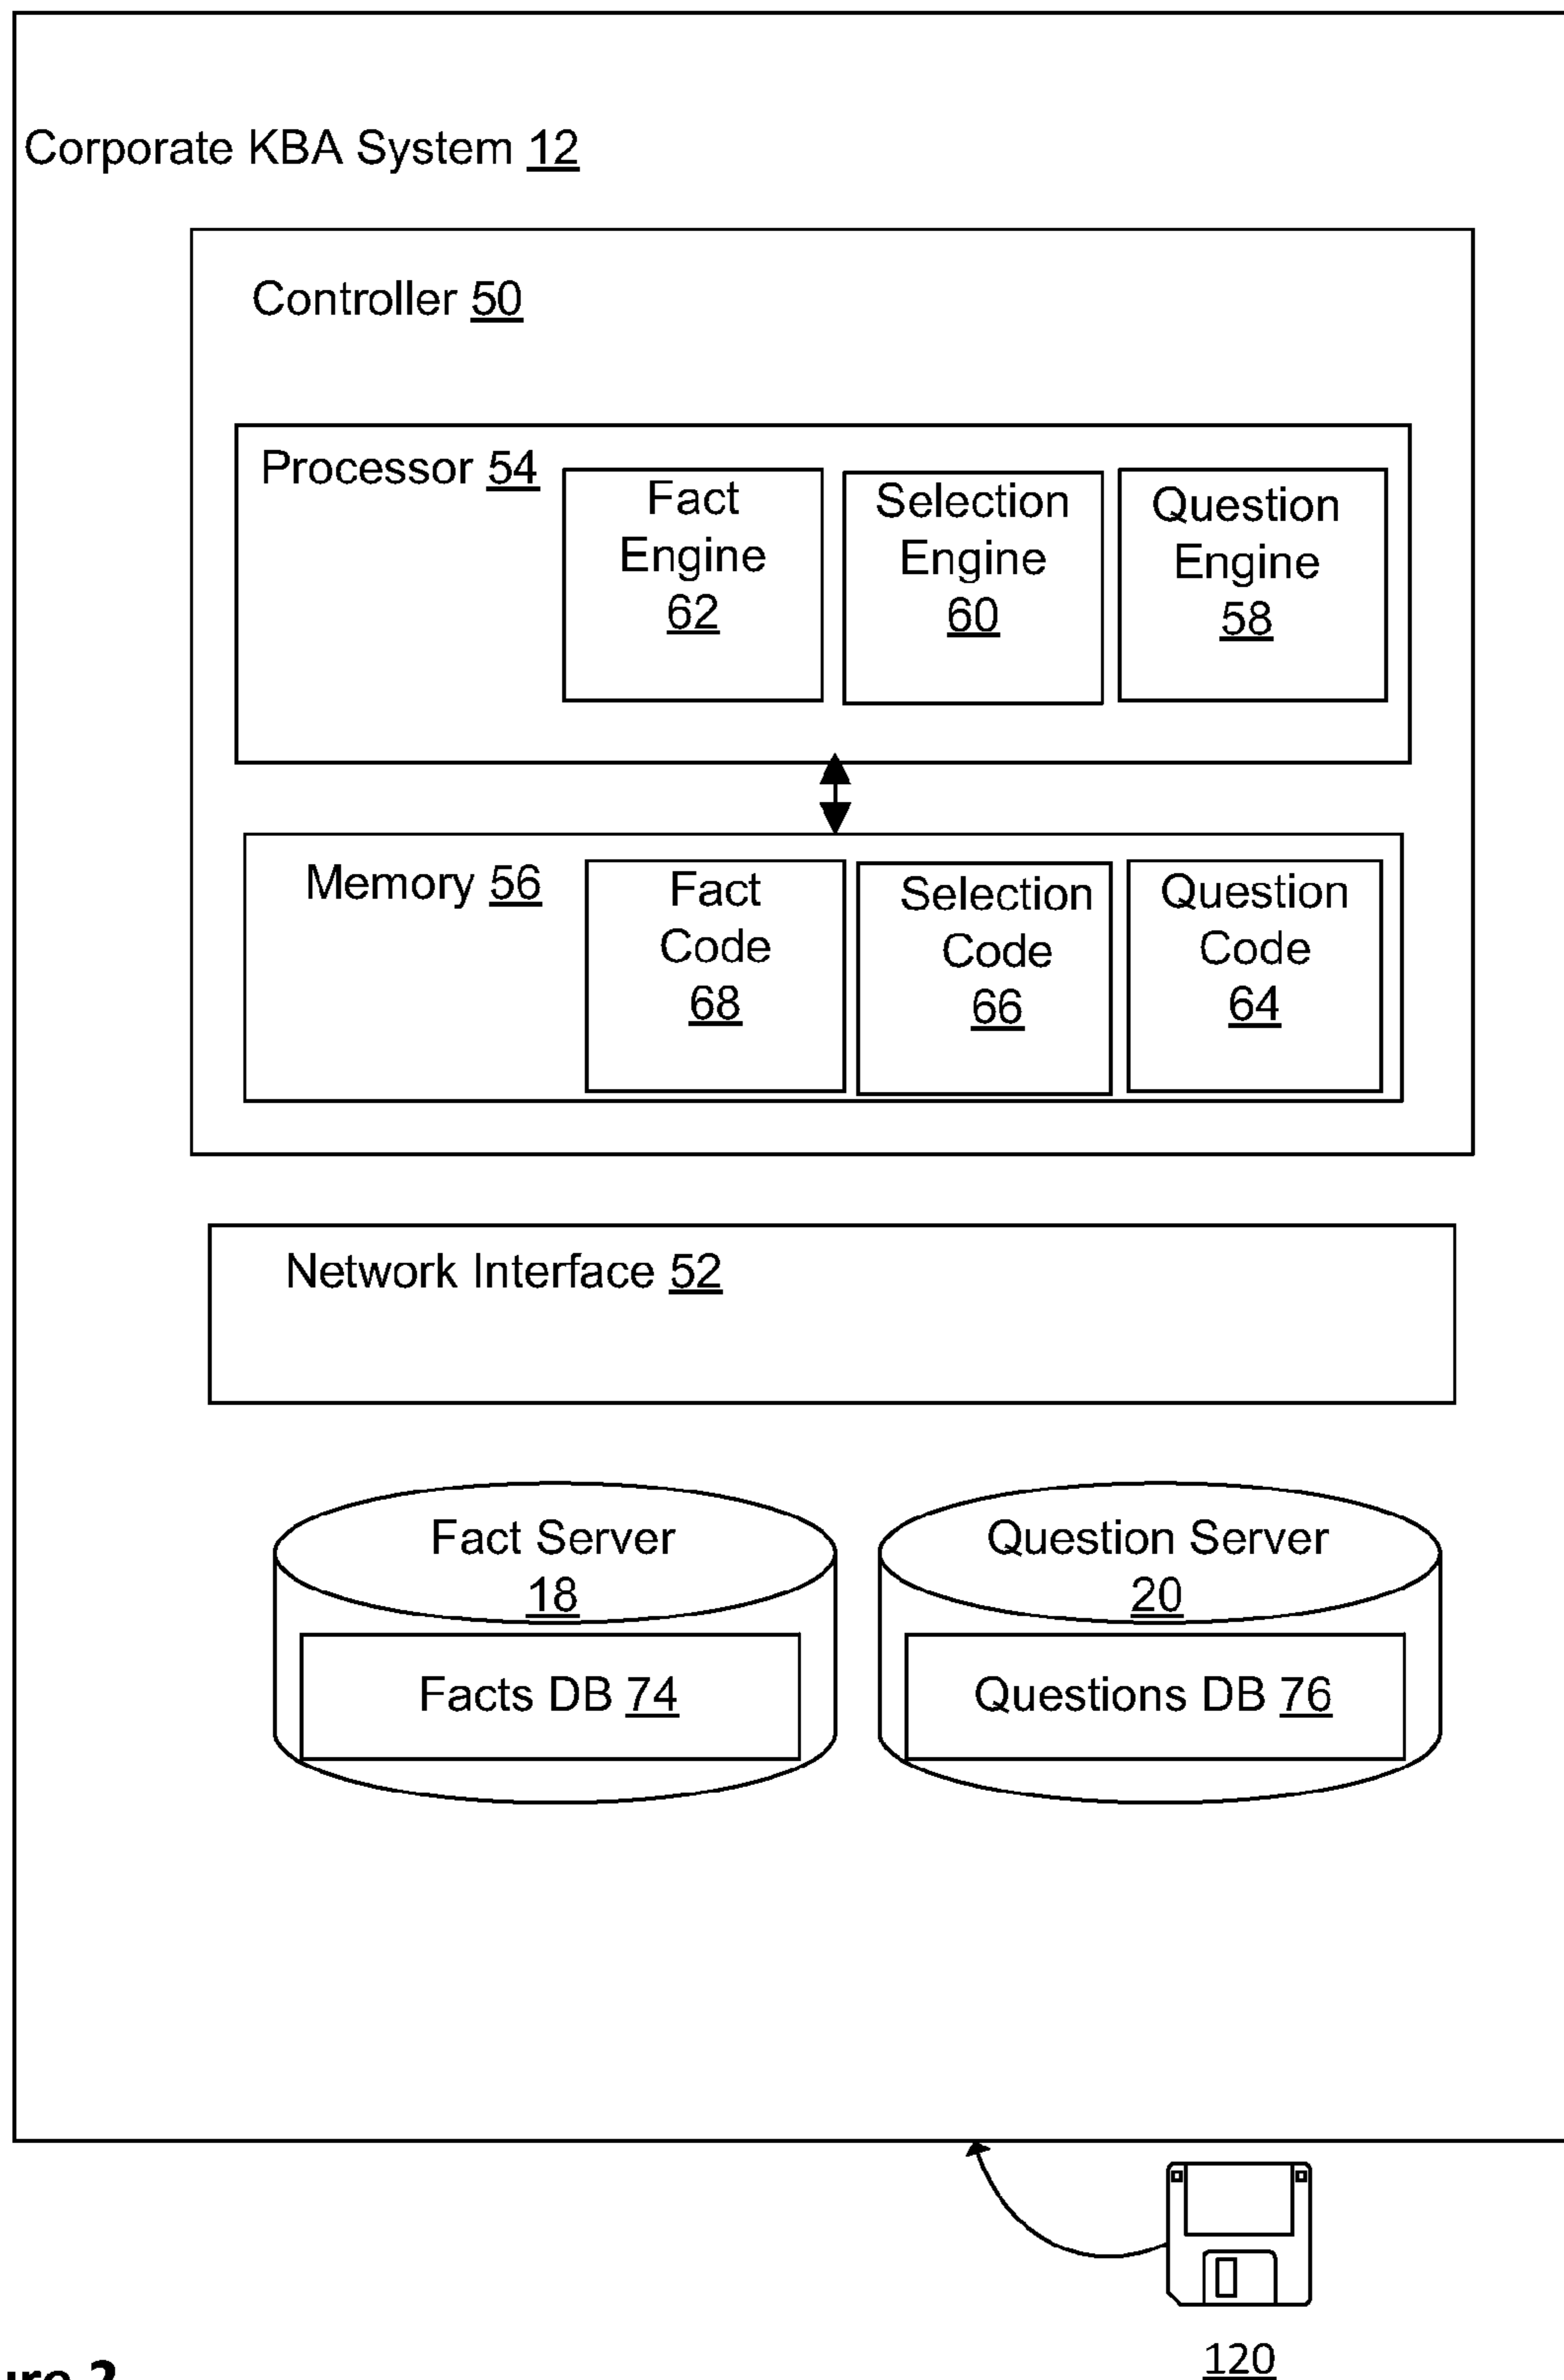 Corporate KBA System 12
Controller 50
Processor 54
Fact
Engine
62
Selection
Engine
60
Question
Engine
58
Memory 56
Fact
Code
68
Selection
Code
66
Question
Code
64
Network Interface 52
Fact Server
18
Facts DB 74
Question Server
20
Questions DB 76
120
2